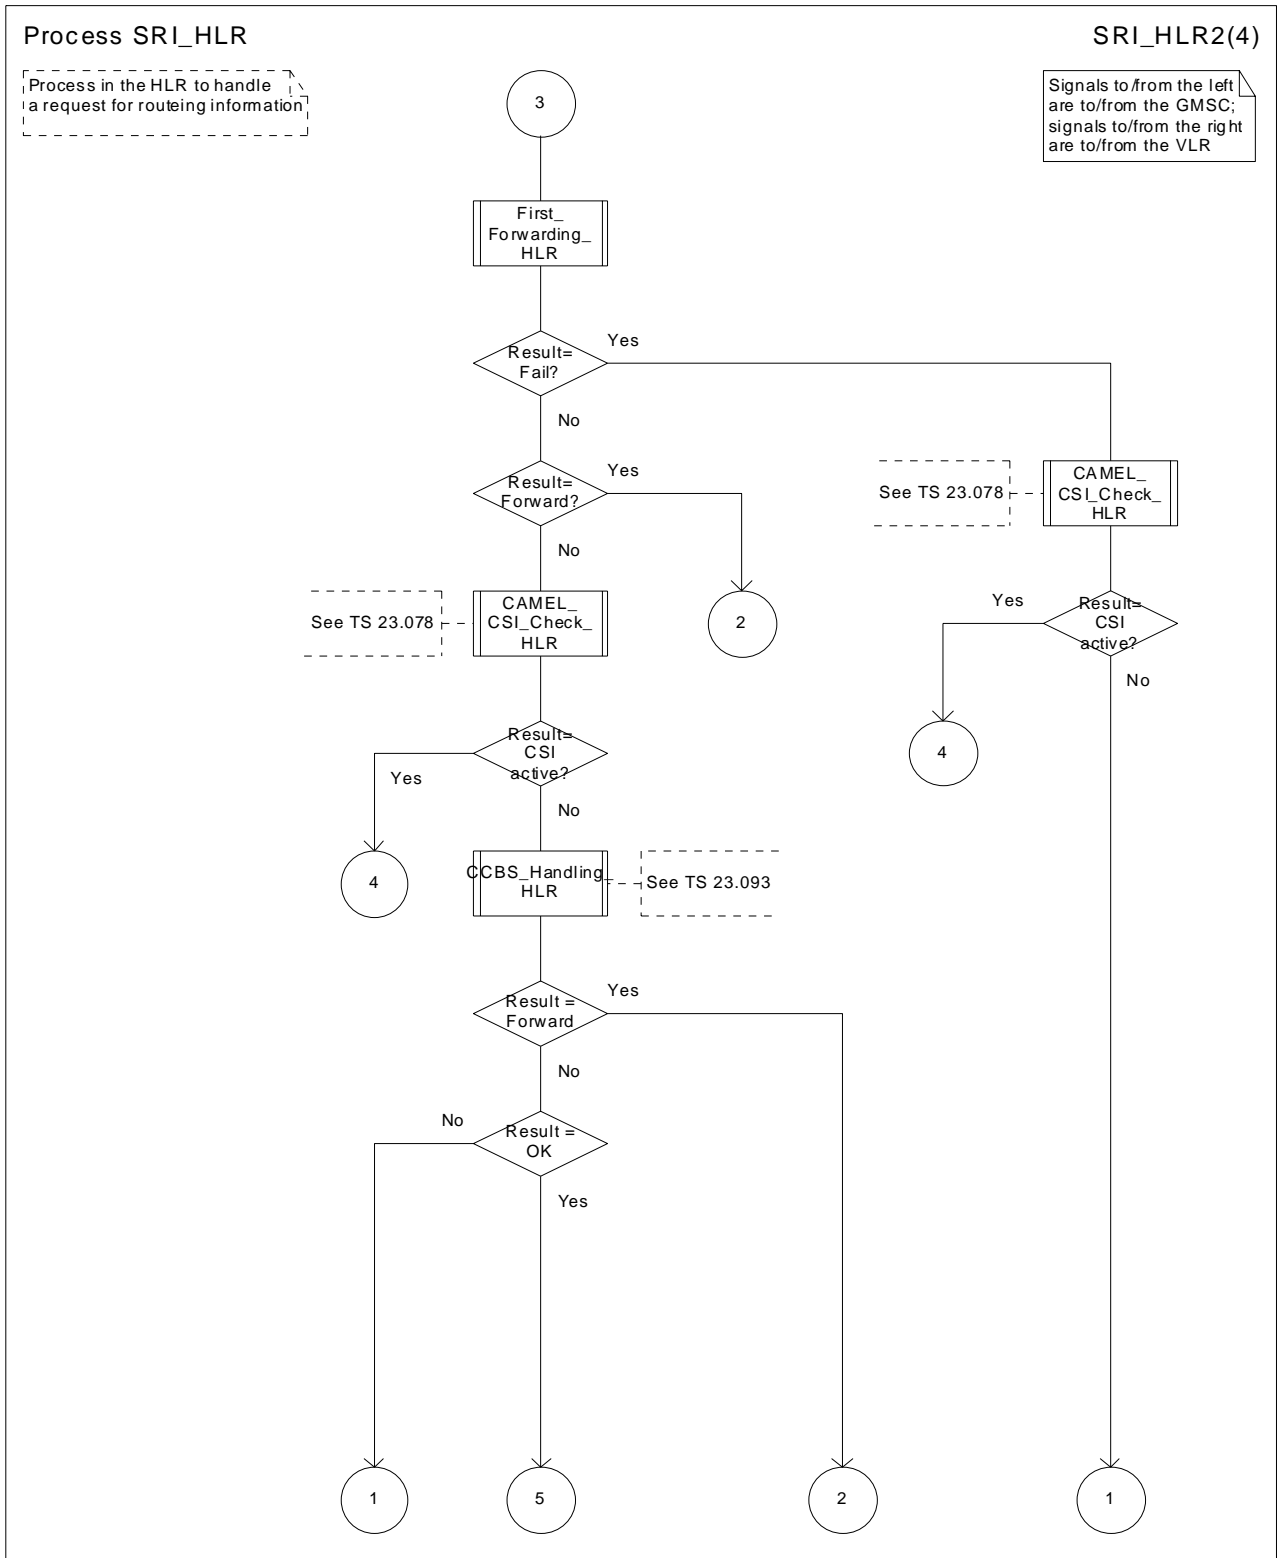 Process SRI_HLR
SRI_HLR2(4)
Process in the HLR to handle
a request for routeing information
Signals to/from the left
are to/from the GMSC;
signals to/from the right
are to/from the VLR
3
First_
Forwarding_
HLR
Result=
Fail?
Yes
No
Result=
Forward?
Yes
No
See TS 23.078
CAMEL_
CSI_Check_
HLR
See TS 23.078
CAMEL_
CSI_Check_
HLR
2
Yes
Result=
CSI
active?
No
Result=
CSI
active?
Yes
No
4
4
CCBS_Handling_
HLR
See TS 23.093
Result =
Forward
Yes
No
No
Result =
OK
Yes
1
5
2
1